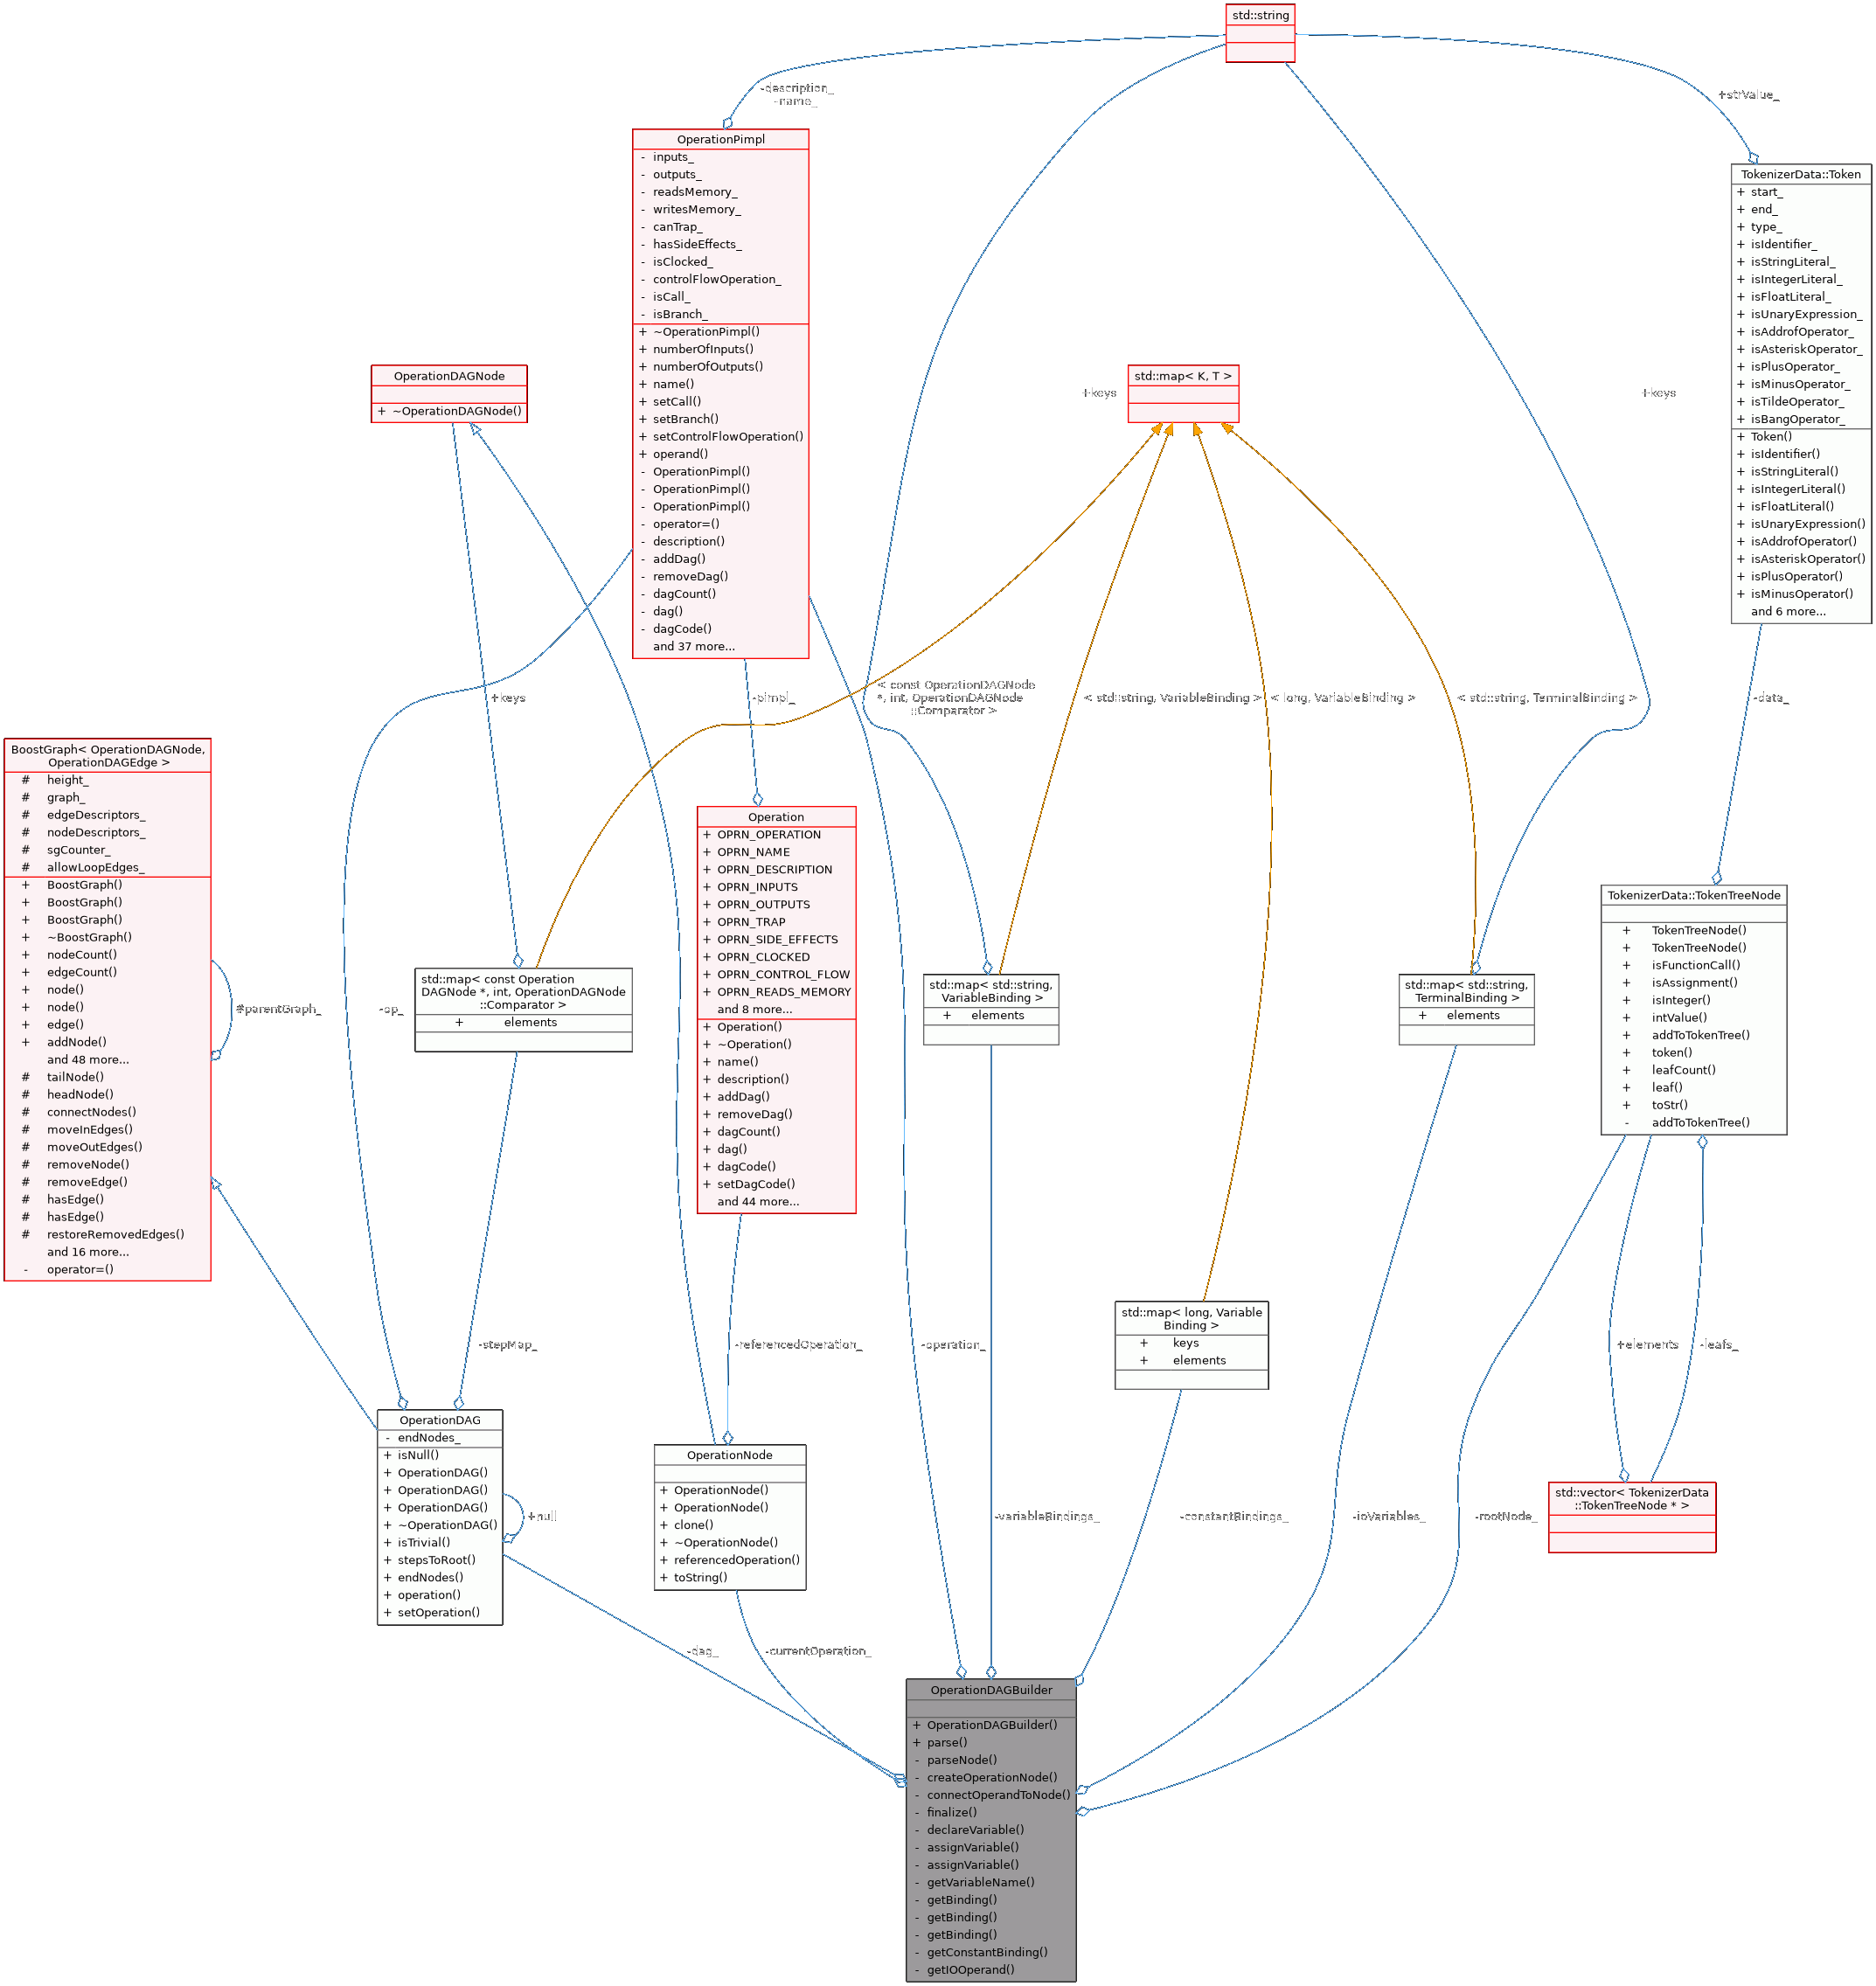 std::string
-description_
-name_
+strValue_
OperationPimpl
- inputs_
- outputs_
- readsMemory_
- writesMemory_
- canTrap_
- hasSideEffects_
- isClocked_
- controlFlowOperation_
- isCall_
- isBranch_
+ ~OperationPimpl()
+ numberOfInputs()
+ numberOfOutputs()
+ name()
+ setCall()
+ setBranch()
+ setControlFlowOperation()
+ operand()
- OperationPimpl()
- OperationPimpl()
- OperationPimpl()
- operator=()
- description()
- addDag()
- removeDag()
- dagCount()
- dag()
- dagCode()
and 37 more...
TokenizerData::Token
+ start_
+ end_
+ type_
+ isIdentifier_
+ isStringLiteral_
+ isIntegerLiteral_
+ isFloatLiteral_
+ isUnaryExpression_
+ isAddrofOperator_
+ isAsteriskOperator_
+ isPlusOperator_
+ isMinusOperator_
+ isTildeOperator_
+ isBangOperator_
+ Token()
+ isIdentifier()
+ isStringLiteral()
+ isIntegerLiteral()
+ isFloatLiteral()
+ isUnaryExpression()
+ isAddrofOperator()
+ isAsteriskOperator()
+ isPlusOperator()
+ isMinusOperator()
and 6 more...
OperationDAGNode
+ ~OperationDAGNode()
+keys
std::map< K, T >
+keys
+keys
-pimpl_
< const OperationDAGNode
*, int, OperationDAGNode
::Comparator >
< std::string, VariableBinding >
< long, VariableBinding >
< std::string, TerminalBinding >
-data_
BoostGraph< OperationDAGNode,
OperationDAGEdge >
# height_
# graph_
# edgeDescriptors_
# nodeDescriptors_
# sgCounter_
# allowLoopEdges_
+ BoostGraph()
+ BoostGraph()
+ BoostGraph()
+ ~BoostGraph()
+ nodeCount()
+ edgeCount()
+ node()
+ node()
+ edge()
+ addNode()
and 48 more...
# tailNode()
# headNode()
# connectNodes()
# moveInEdges()
# moveOutEdges()
# removeNode()
# removeEdge()
# hasEdge()
# hasEdge()
# restoreRemovedEdges()
and 16 more...
- operator=()
#parentGraph_
-op_
std::map< const Operation
DAGNode *, int, OperationDAGNode
::Comparator >
+ elements
Operation
+ OPRN_OPERATION
+ OPRN_NAME
+ OPRN_DESCRIPTION
+ OPRN_INPUTS
+ OPRN_OUTPUTS
+ OPRN_TRAP
+ OPRN_SIDE_EFFECTS
+ OPRN_CLOCKED
+ OPRN_CONTROL_FLOW
+ OPRN_READS_MEMORY
and 8 more...
+ Operation()
+ ~Operation()
+ name()
+ description()
+ addDag()
+ removeDag()
+ dagCount()
+ dag()
+ dagCode()
+ setDagCode()
and 44 more...
std::map< std::string,
VariableBinding >
+ elements
std::map< std::string,
TerminalBinding >
+ elements
TokenizerData::TokenTreeNode
+ TokenTreeNode()
+ TokenTreeNode()
+ isFunctionCall()
+ isAssignment()
+ isInteger()
+ intValue()
+ addToTokenTree()
+ token()
+ leafCount()
+ leaf()
+ toStr()
- addToTokenTree()
std::map< long, Variable
Binding >
+ keys
+ elements
-stepMap_
-referencedOperation_
-operation_
+elements
-leafs_
OperationDAG
- endNodes_
+ isNull()
+ OperationDAG()
+ OperationDAG()
+ OperationDAG()
+ ~OperationDAG()
+ isTrivial()
+ stepsToRoot()
+ endNodes()
+ operation()
+ setOperation()
+null
OperationNode
+ OperationNode()
+ OperationNode()
+ clone()
+ ~OperationNode()
+ referencedOperation()
+ toString()
-variableBindings_
-constantBindings_
-ioVariables_
-rootNode_
std::vector< TokenizerData
::TokenTreeNode * >
-dag_
-currentOperation_
OperationDAGBuilder
+ OperationDAGBuilder()
+ parse()
- parseNode()
- createOperationNode()
- connectOperandToNode()
- finalize()
- declareVariable()
- assignVariable()
- assignVariable()
- getVariableName()
- getBinding()
- getBinding()
- getBinding()
- getConstantBinding()
- getIOOperand()